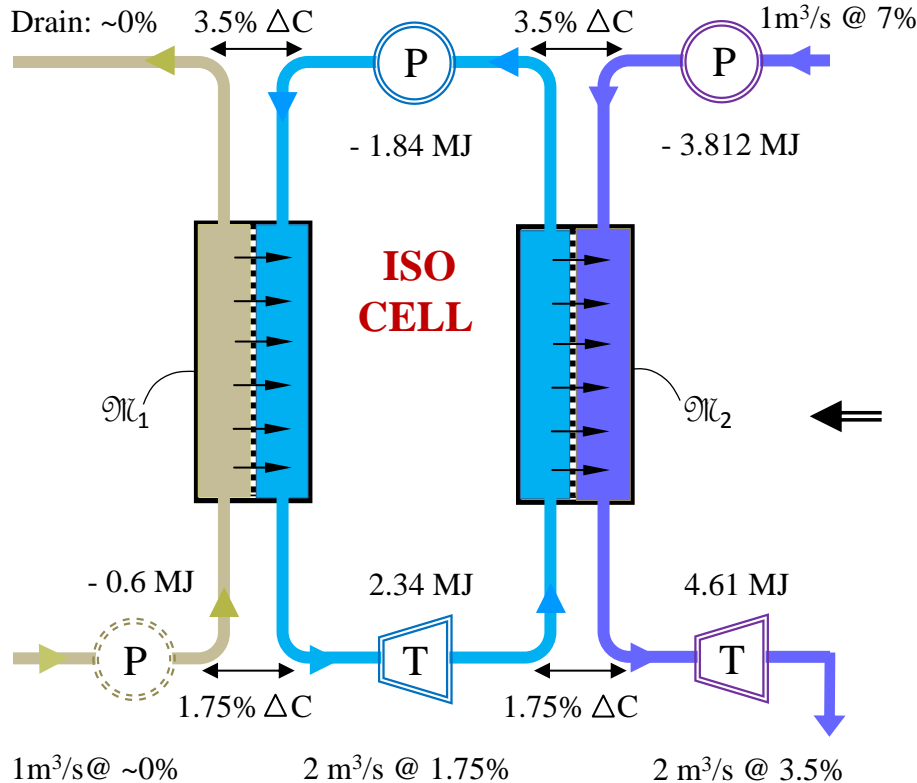 Drain: ~0%
3.5% △C
3.5% △C
1m³/s @ 7%
P
P
- 1.84 MJ
- 3.812 MJ
ISO
CELL
𝔐₁
𝔐₂
- 0.6 MJ
2.34 MJ
4.61 MJ
P
T
T
1.75% △C
1.75% △C
1m³/s@ ~0%
2 m³/s @ 1.75%
2 m³/s @ 3.5%